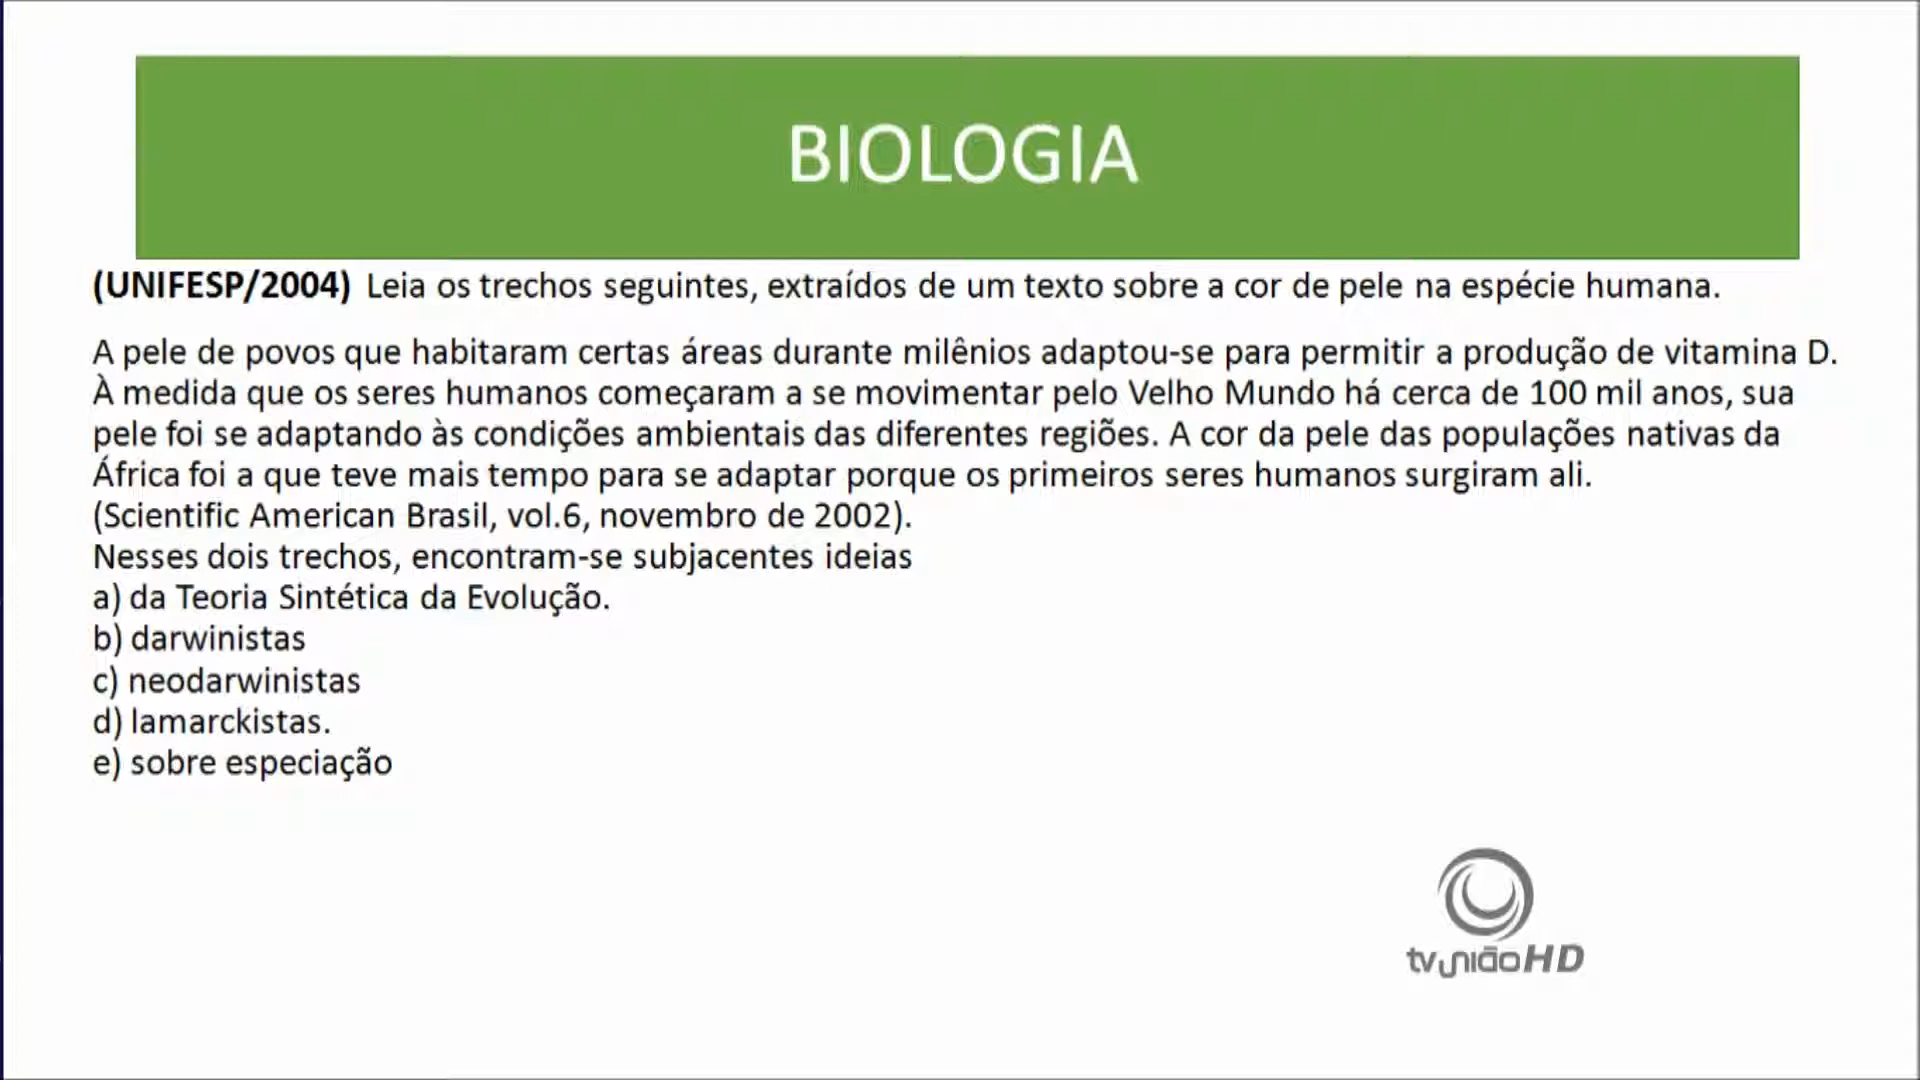 BIOLOGIA
(UNIFESP/2004) Leia os trechos seguintes, extraídos de um texto sobre a cor de pele na espécie humana.
A pele de povos que habitaram certas áreas durante milênios adaptou-se para permitir a produção de vitamina D.
À medida que os seres humanos começaram a se movimentar pelo Velho Mundo há cerca de 100 mil anos, sua
pele foi se adaptando às condições ambientais das diferentes regiões. A cor da pele das populações nativas da
África foi a que teve mais tempo para se adaptar porque os primeiros seres humanos surgiram ali.
(Scientific American Brasil, vol.6, novembro de 2002).
Nesses dois trechos, encontram-se subjacentes ideias
a) da Teoria Sintética da Evolução.
b) darwinistas
c) neodarwinistas
d) lamarckistas.
e) sobre especiação
tv união HD